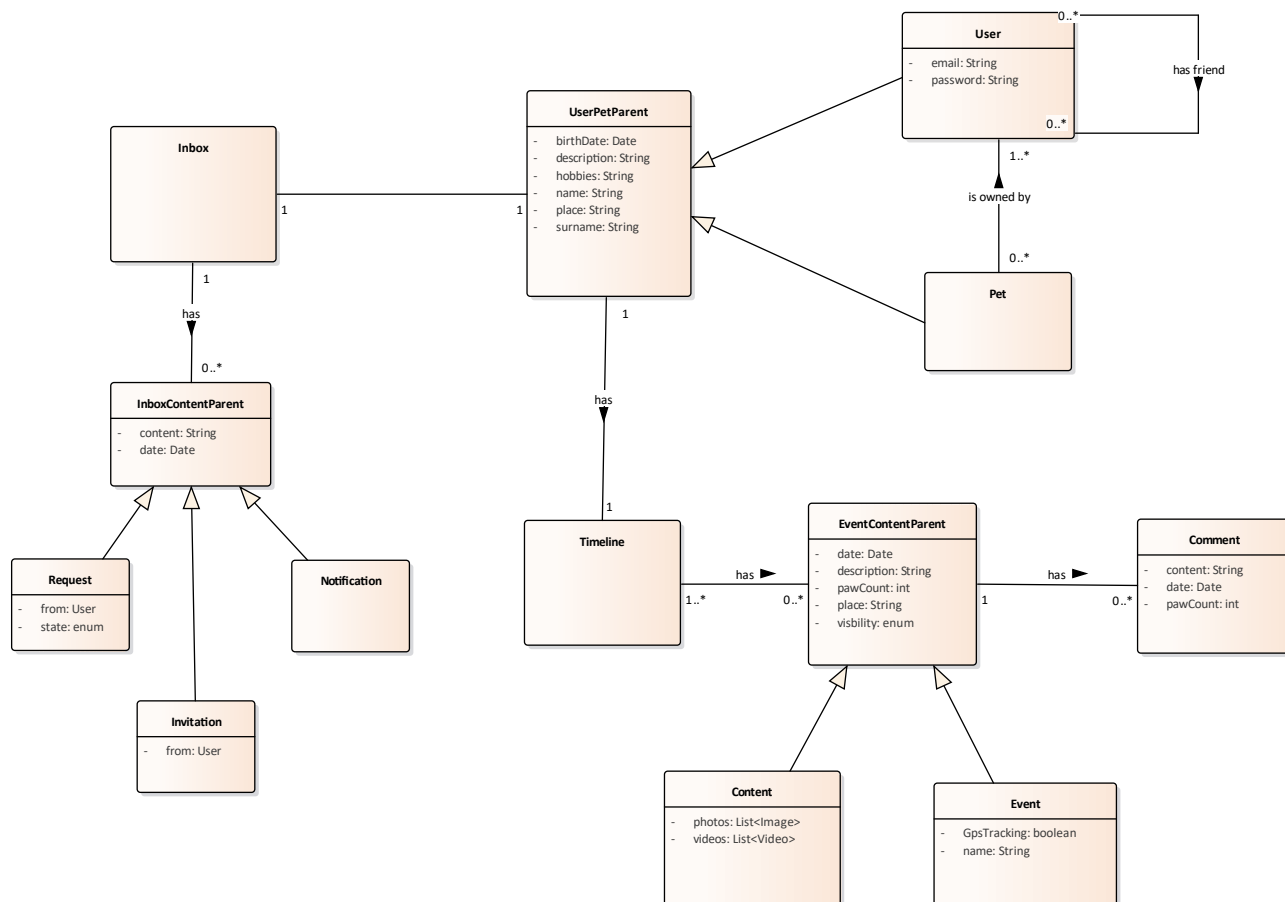 0..*
User
- email: String
- password: String
has friend
0..*
1..*
is owned by
0..*
Pet
UserPetParent
- birthDate: Date
- description: String
- hobbies: String
- name: String
- place: String
- surname: String
Inbox
1
1
1
has
0..*
InboxContentParent
- content: String
- date: Date
1
has
1
Request
- from: User
- state: enum
Notification
Invitation
- from: User
Timeline
has
1..*
0..*
EventContentParent
- date: Date
- description: String
- pawCount: int
- place: String
- visbility: enum
has
1
0..*
Comment
- content: String
- date: Date
- pawCount: int
Content
- photos: List<Image>
- videos: List<Video>
Event
- GpsTracking: boolean
- name: String